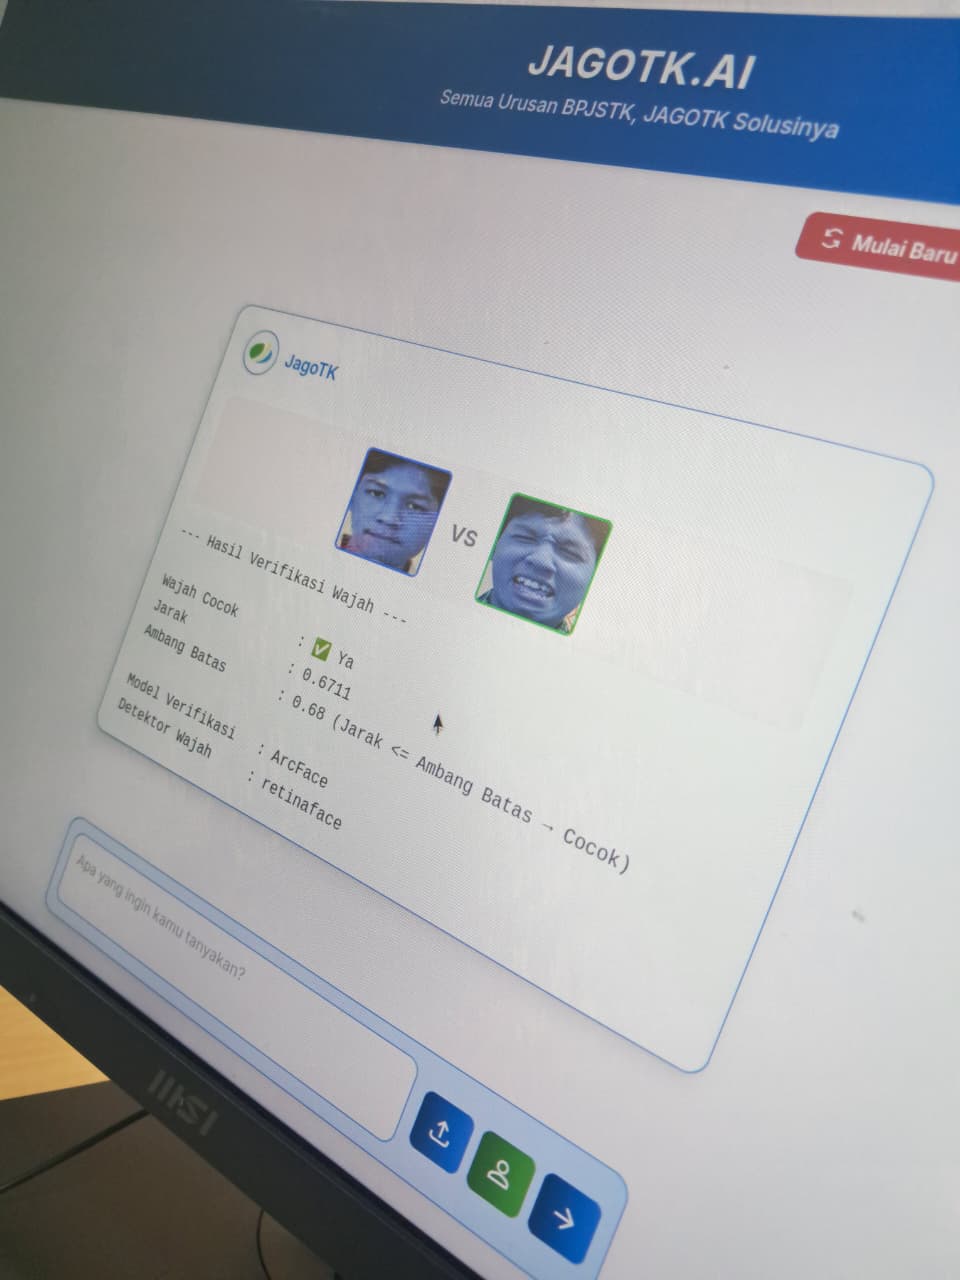 JAGOTK.AI
Semua Urusan BPJSTK, JAGOTK Solusinya
Mulai Baru
JagoTK
VS
--- Hasil Verifikasi Wajah ---
Wajah Cocok : ✅ Ya
Jarak : 0.6711
Ambang Batas : 0.68 (Jarak <= Ambang Batas → Cocok)
Model Verifikasi : ArcFace
Detektor Wajah : retinaface
Apa yang ingin kamu tanyakan?
msi